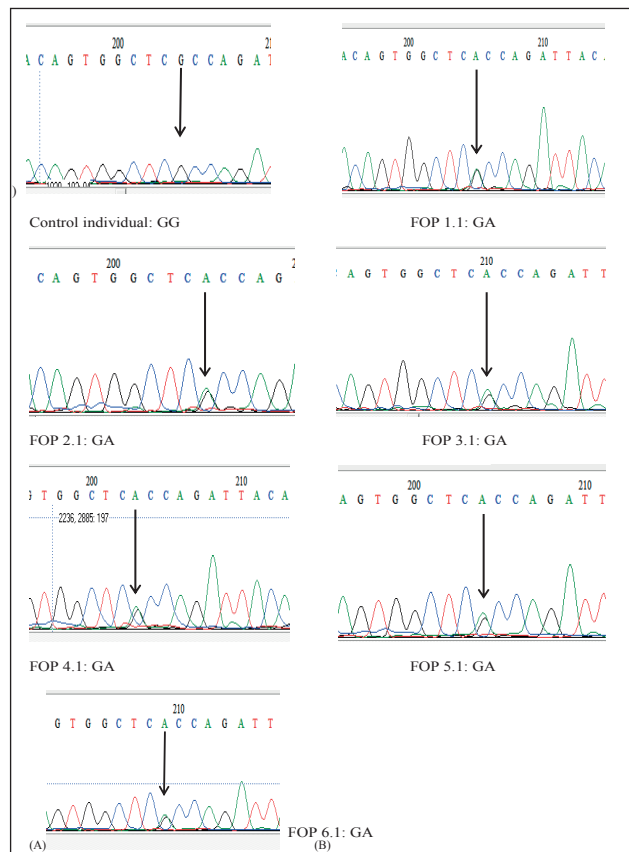 200 21
A C A G T G G C T C G C C A G A T
)
Control individual: GG
200 210
A C A G T G G C T C A C C A G A T T A C A
FOP 1.1: GA
200 2
C A G T G G C T C A C C A G
FOP 2.1: GA
210
A G T G G C T C A C C A G A T T
FOP 3.1: GA
200 210
G T G G C T C A C C A G A T T A C A
2236, 2885: 197
FOP 4.1: GA
200 210
A G T G G C T C A C C A G A T T
FOP 5.1: GA
210
G T G G C T C A C C A G A T T
FOP 6.1: GA
(A) (B)